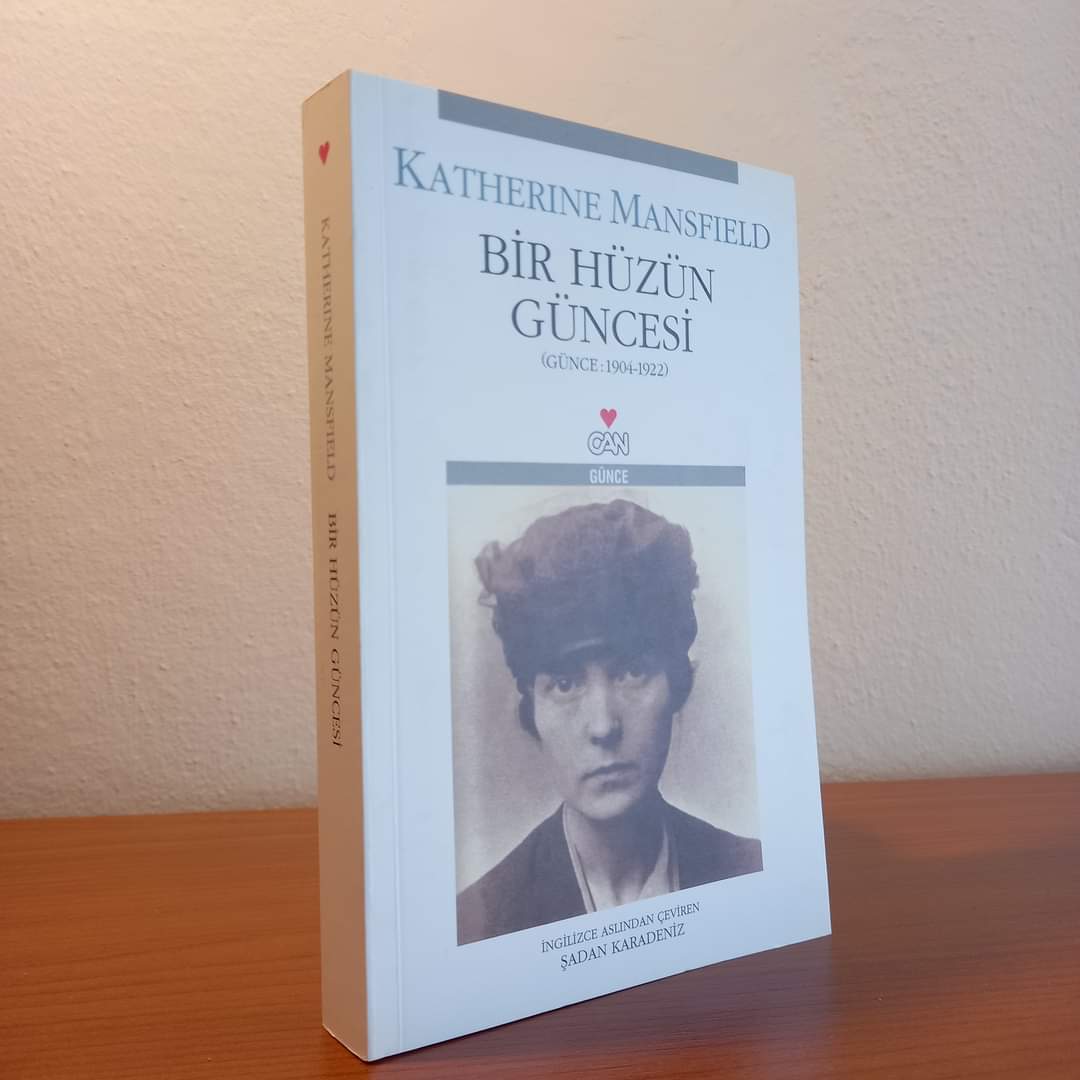 KATHERINE MANSFIELD BİR HÜZÜN GÜNCESİ
KATHERINE MANSFIELD
BİR HÜZÜN
GÜNCESİ
(GÜNCE : 1904-1922)
CAN
GÜNCE
İNGİLİZCE ASLINDAN ÇEVİREN
ŞADAN KARADENİZ